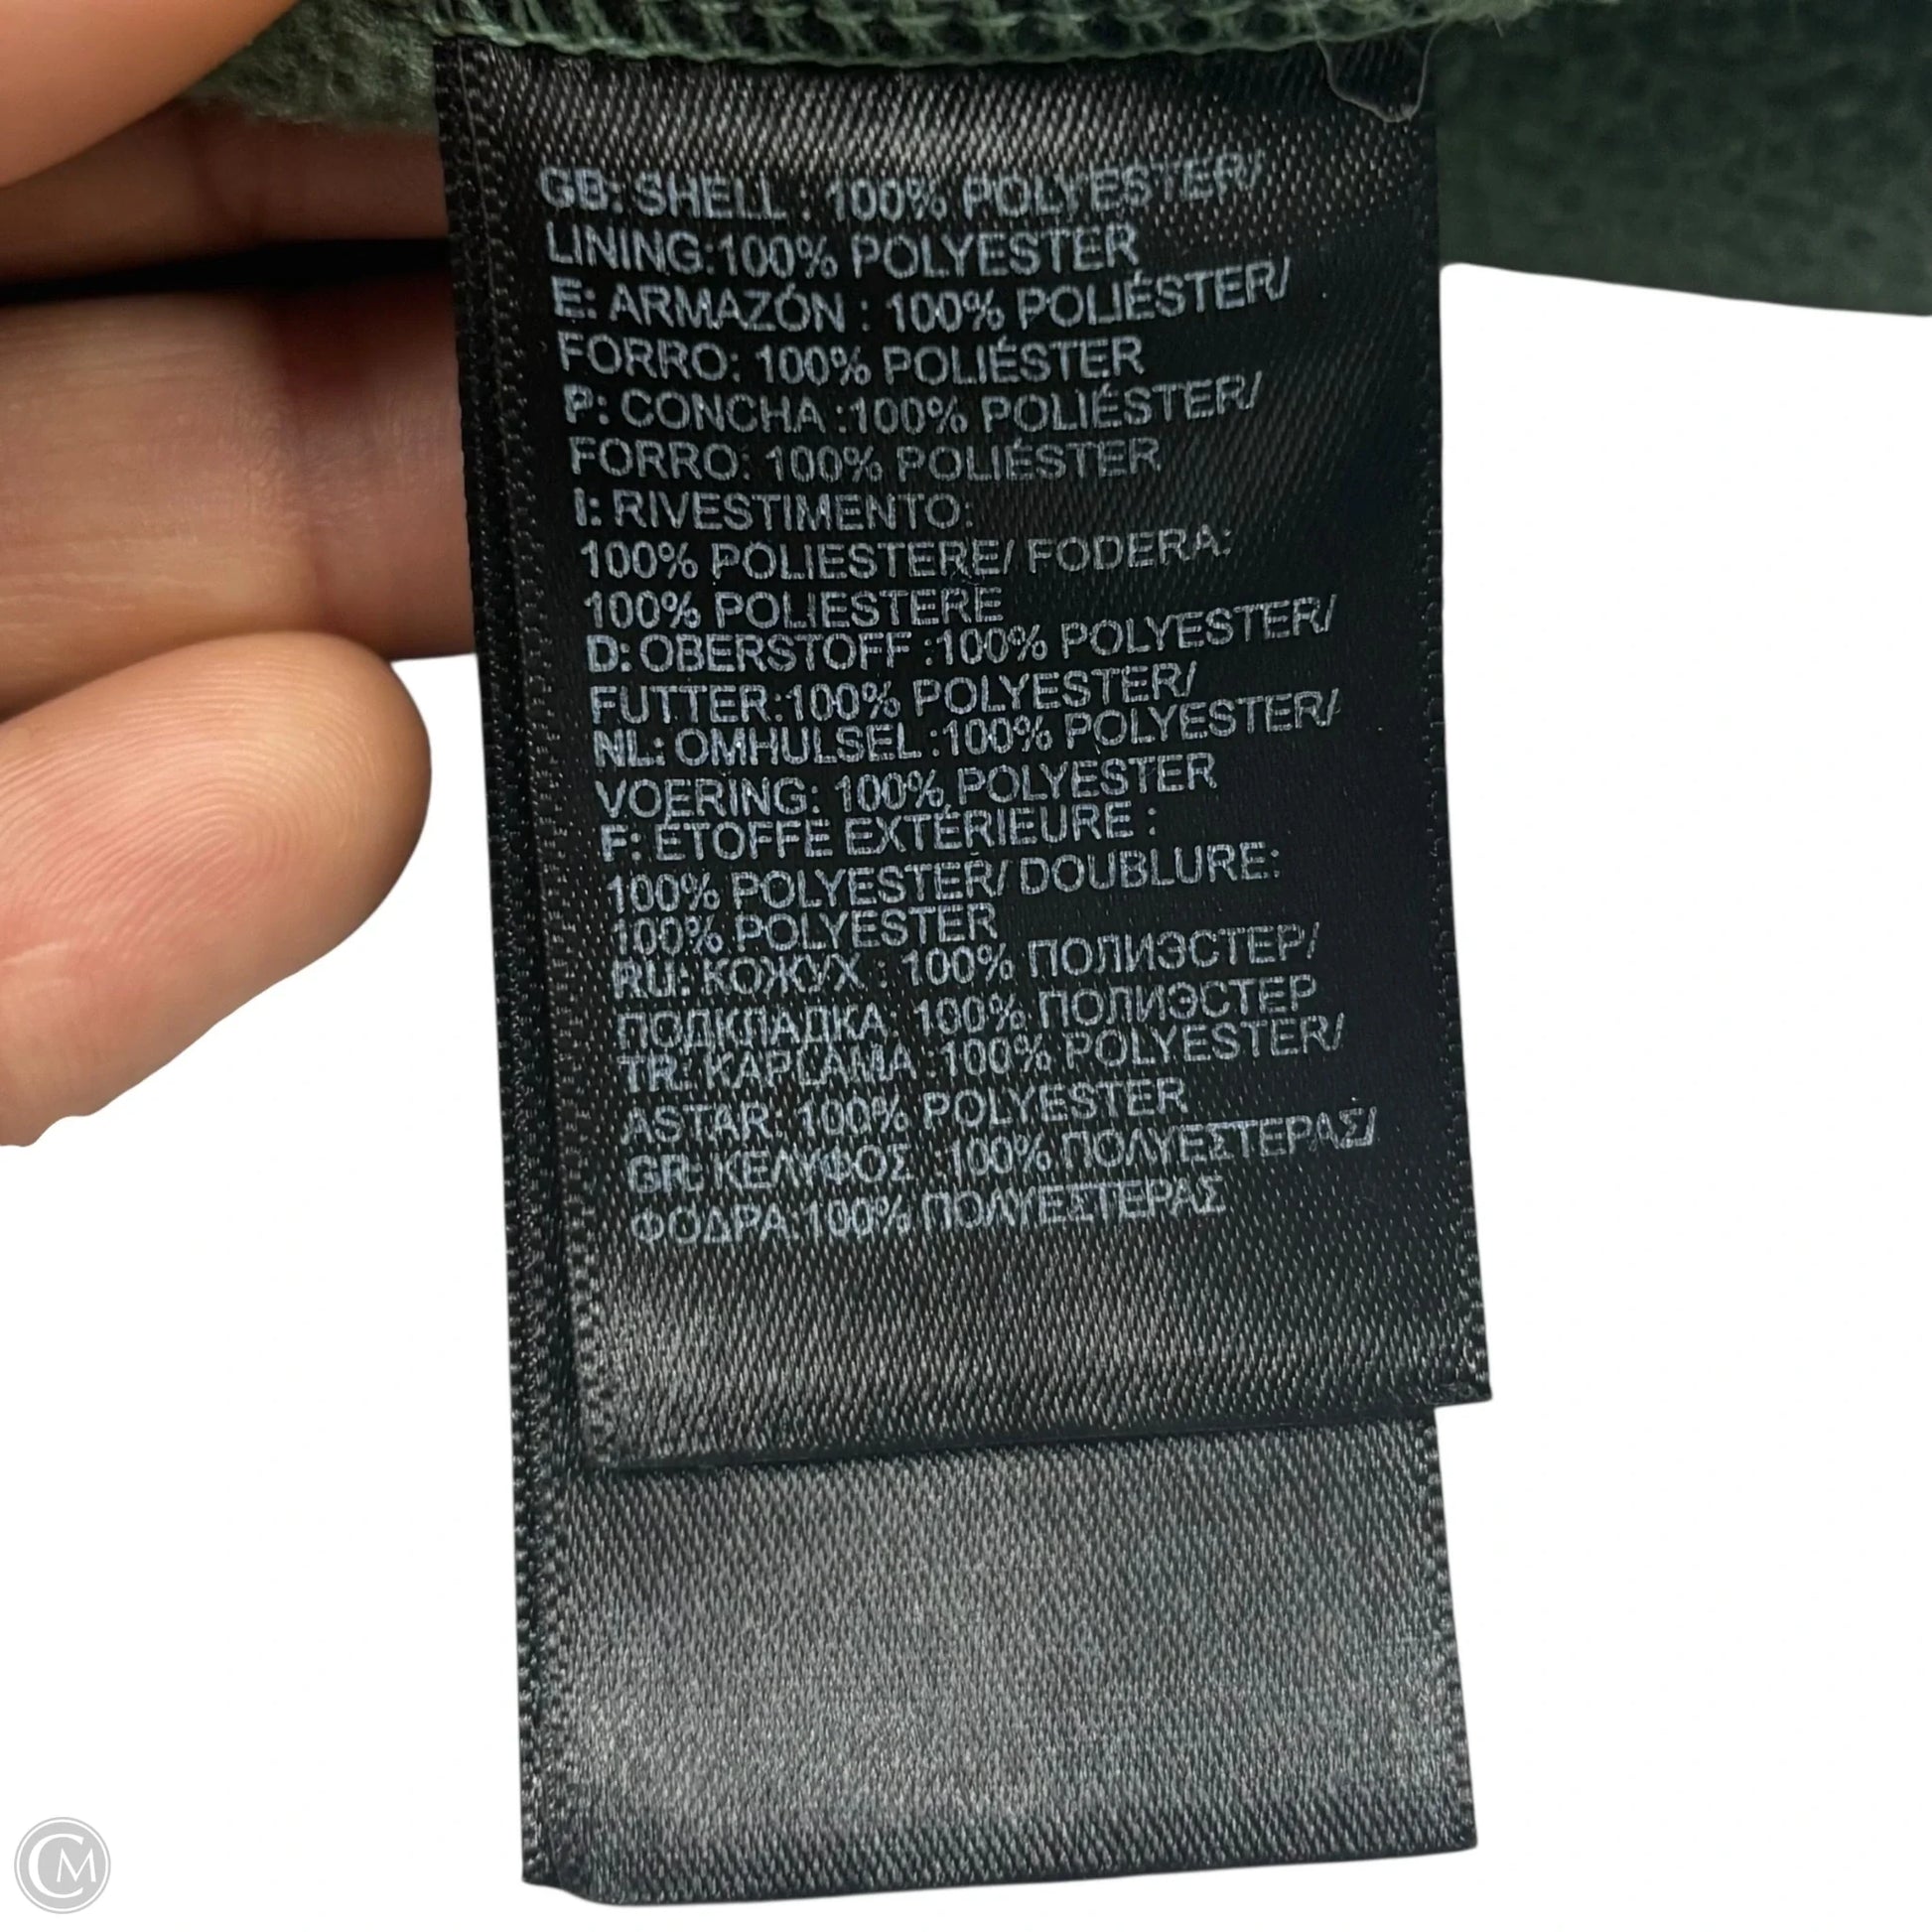 GB: SHELL : 100% POLYESTER/
LINING:100% POLYESTER
E: ARMAZÓN : 100% POLIÉSTER/
FORRO: 100% POLIÉSTER
P: CONCHA :100% POLIÉSTER/
FORRO: 100% POLIÉSTER
I: RIVESTIMENTO:
100% POLIESTERE/ FODERA:
100% POLIESTERE
D: OBERSTOFF :100% POLYESTER/
FUTTER:100% POLYESTER/
NL: OMHULSEL :100% POLYESTER/
VOERING: 100% POLYESTER
F: ÉTOFFE EXTÉRIEURE :
100% POLYESTER/ DOUBLURE:
100% POLYESTER
RU: КОЖУХ : 100% ПОЛИЭСТЕР/
ПОДКЛАДКА: 100% ПОЛИЭСТЕР
TR: KAPLAMA : 100% POLYESTER/
ASTAR: 100% POLYESTER
GR: ΚΕΛΥΦΟΣ : 100% ΠΟΛΥΕΣΤΕΡΑΣ/
ΦΟΔΡΑ:100% ΠΟΛΥΕΣΤΕΡΑΣ
CM